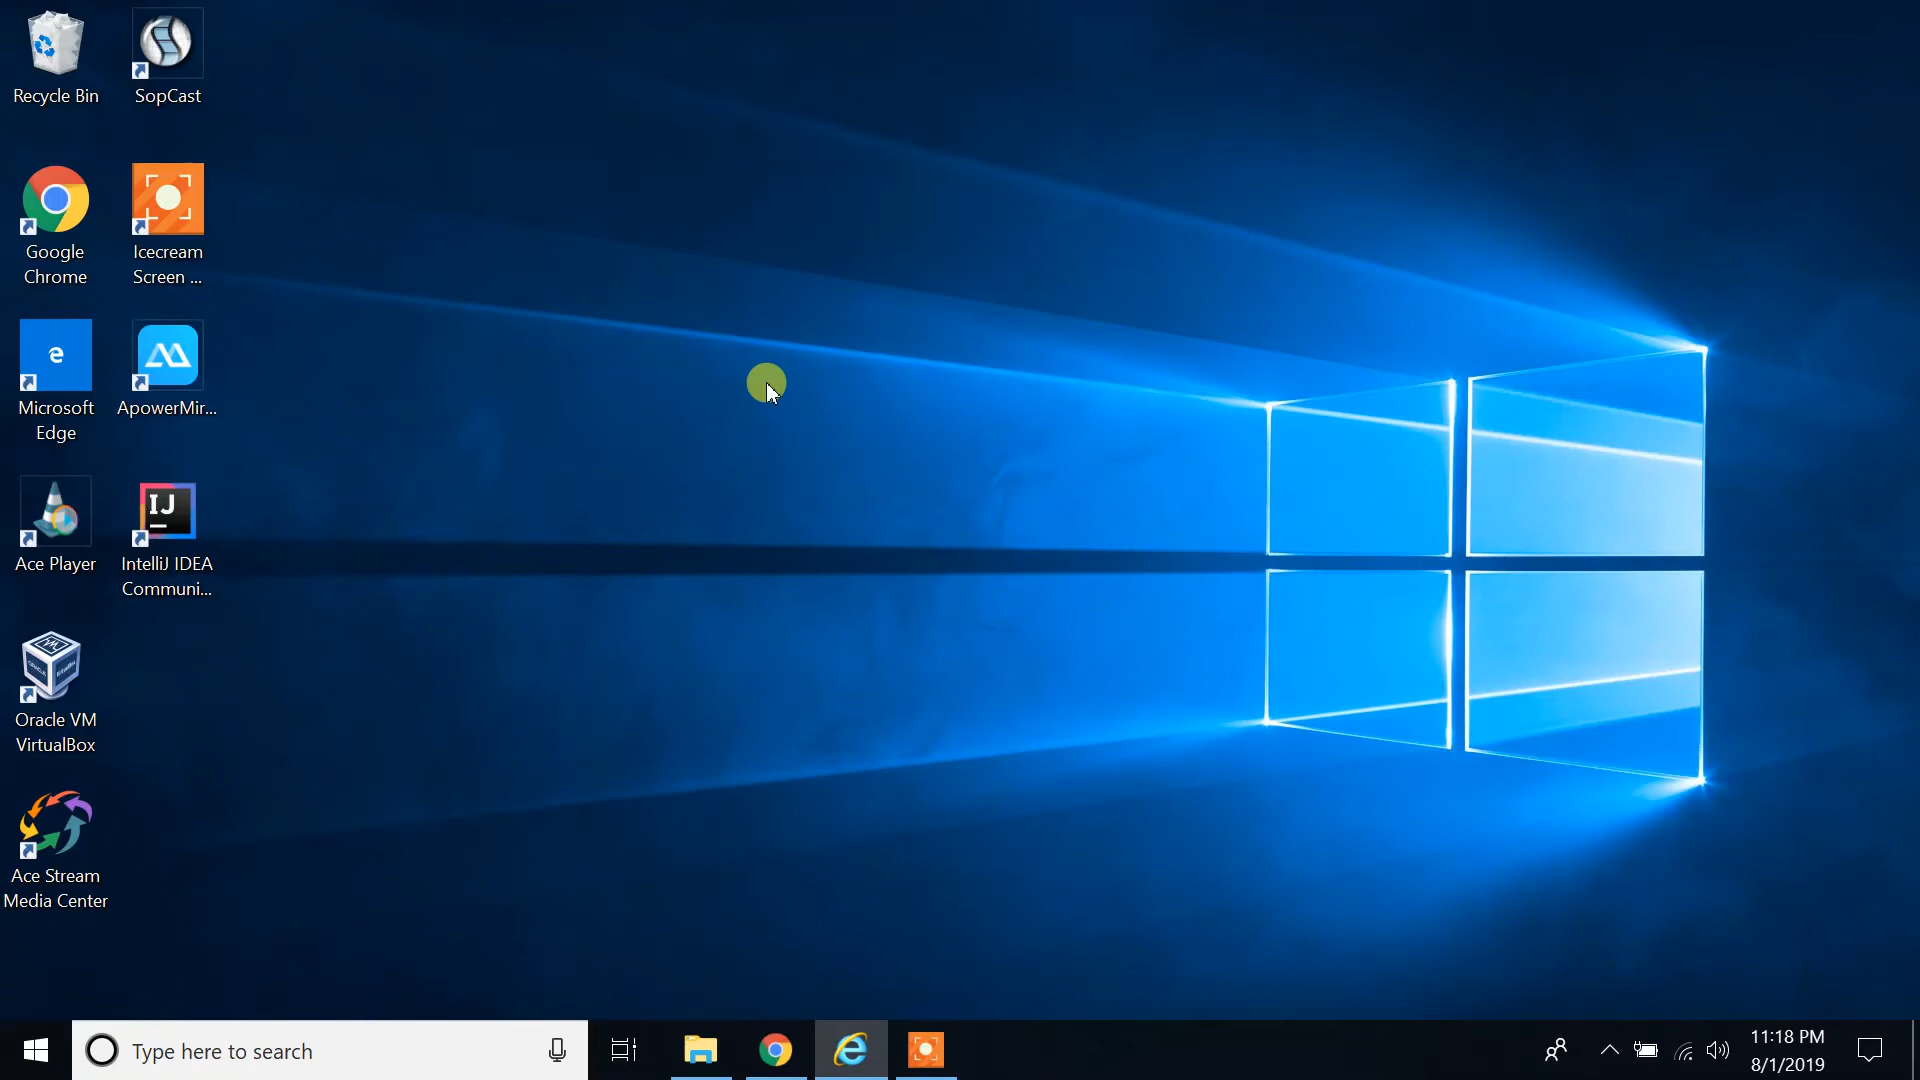 Recycle Bin
SopCast
Google
Chrome
Icecream
Screen ...
Microsoft
Edge
ApowerMir...
Ace Player
IJ
IntelliJ IDEA
Communi...
Oracle VM
VirtualBox
Ace Stream
Media Center
Type here to search
11:18 PM
8/1/2019